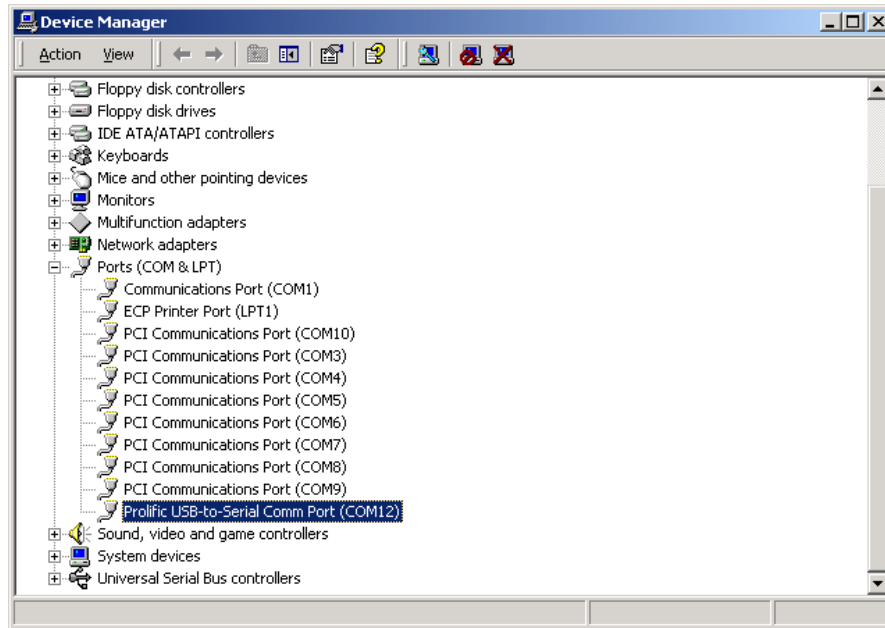 Device Manager
Action View
Floppy disk controllers
Floppy disk drives
IDE ATA/ATAPI controllers
Keyboards
Mice and other pointing devices
Monitors
Multifunction adapters
Network adapters
Ports (COM & LPT)
Communications Port (COM1)
ECP Printer Port (LPT1)
PCI Communications Port (COM10)
PCI Communications Port (COM3)
PCI Communications Port (COM4)
PCI Communications Port (COM5)
PCI Communications Port (COM6)
PCI Communications Port (COM7)
PCI Communications Port (COM8)
PCI Communications Port (COM9)
Prolific USB-to-Serial Comm Port (COM12)
Sound, video and game controllers
System devices
Universal Serial Bus controllers